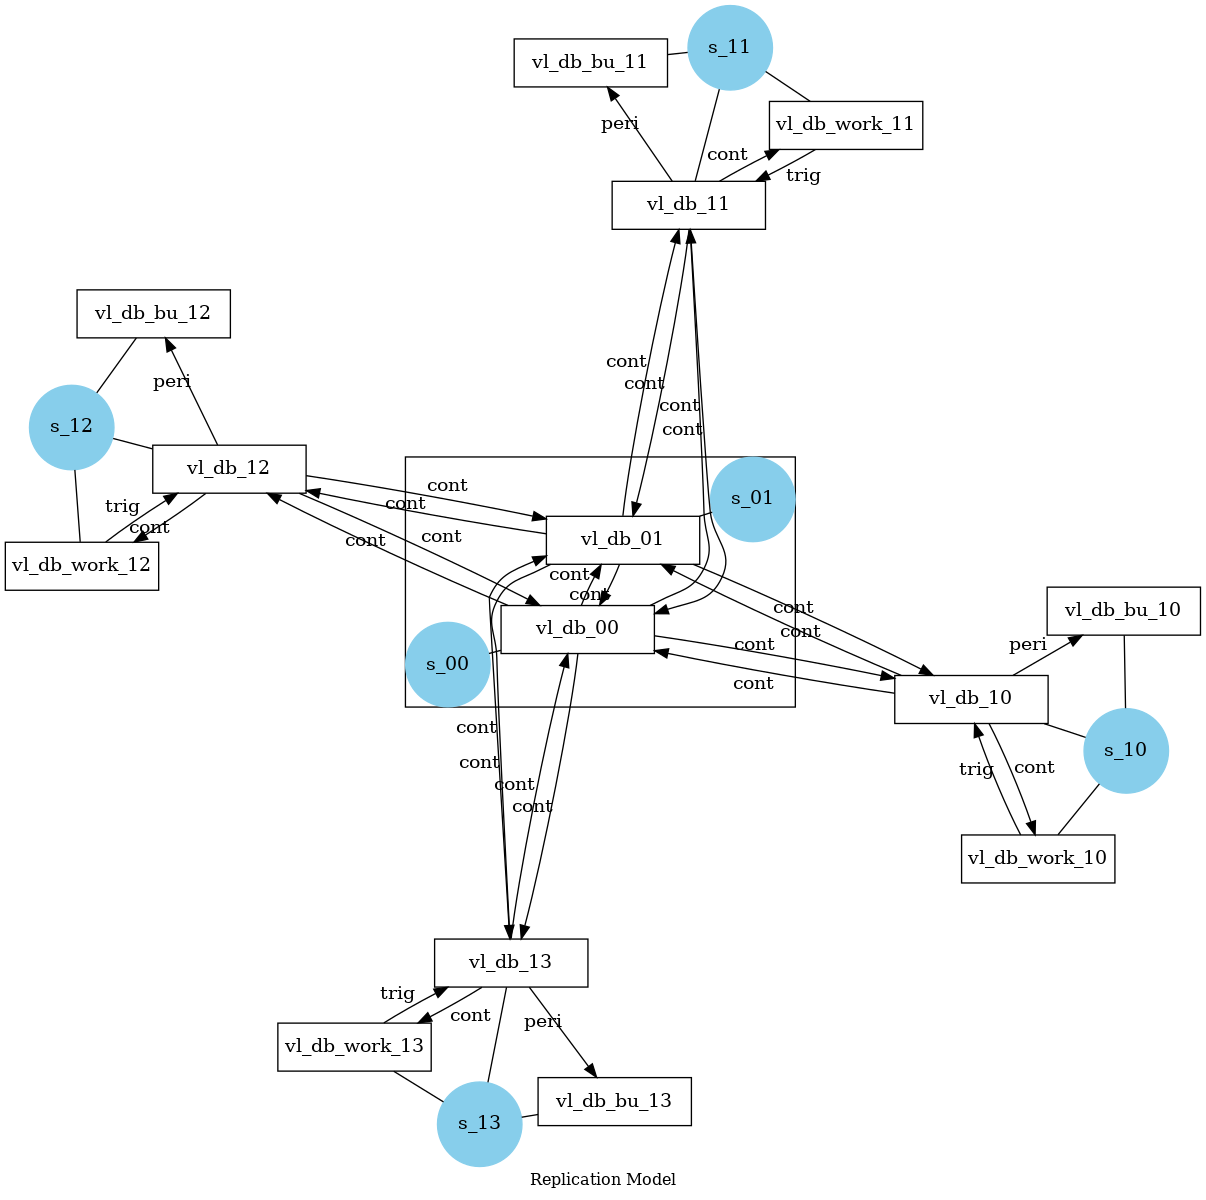 s_11
vl_db_bu_11
vl_db_work_11
peri
cont
trig
vl_db_11
vl_db_bu_12
cont
peri
cont
cont
s_12
cont
vl_db_12
cont
s_01
cont
trig
cont
cont
cont
vl_db_01
cont
vl_db_work_12
cont
cont
cont
vl_db_bu_10
vl_db_00
cont
cont
peri
s_00
cont
vl_db_10
cont
s_10
cont
trig
cont
cont
cont
vl_db_work_10
vl_db_13
trig
cont
peri
vl_db_work_13
vl_db_bu_13
s_13
Replication Model